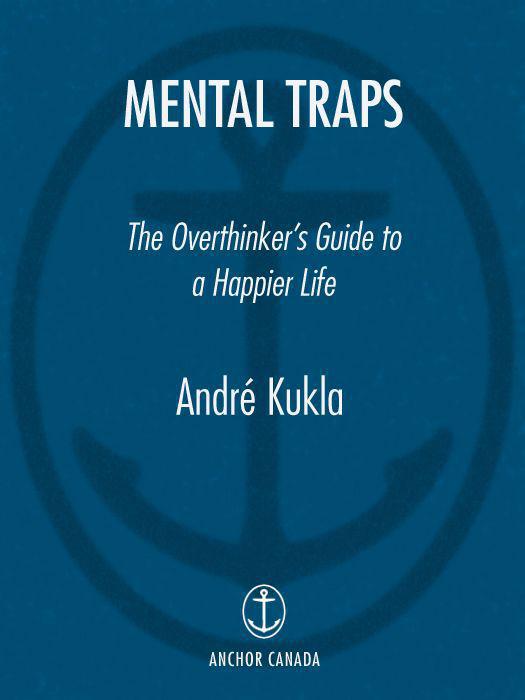 MENTAL TRAPS
The Overthinker’s Guide to
a Happier Life
André Kukla
ANCHOR CANADA